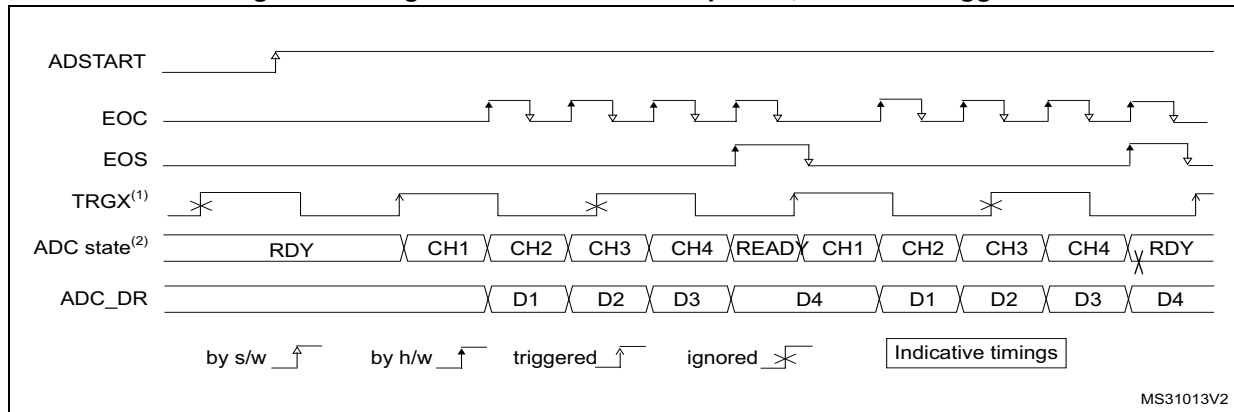 ADSTART
EOC
EOS
TRGX(1)
ADC state(2) RDY CH1 CH2 CH3 CH4 READY CH1 CH2 CH3 CH4 RDY
ADC_DR D1 D2 D3 D4 D1 D2 D3 D4
by s/w by h/w triggered ignored Indicative timings
MS31013V2